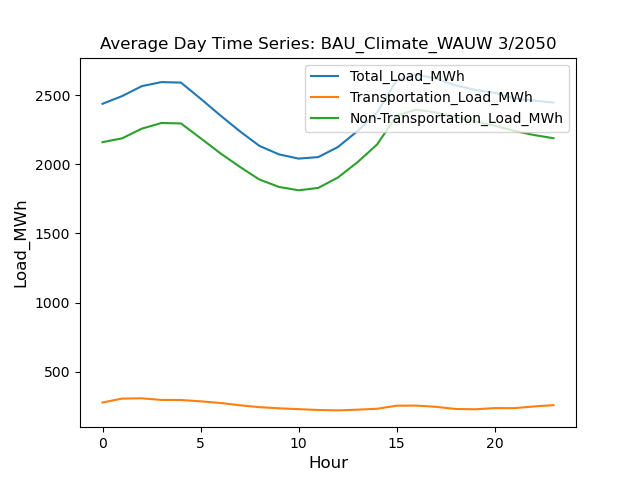 Average Day Time Series: BAU_Climate_WAUW 3/2050
Total_Load_MWh
Transportation_Load_MWh
Non-Transportation_Load_MWh
2500
2000
1500
1000
500
Load_MWh
0
5
10
15
20
Hour